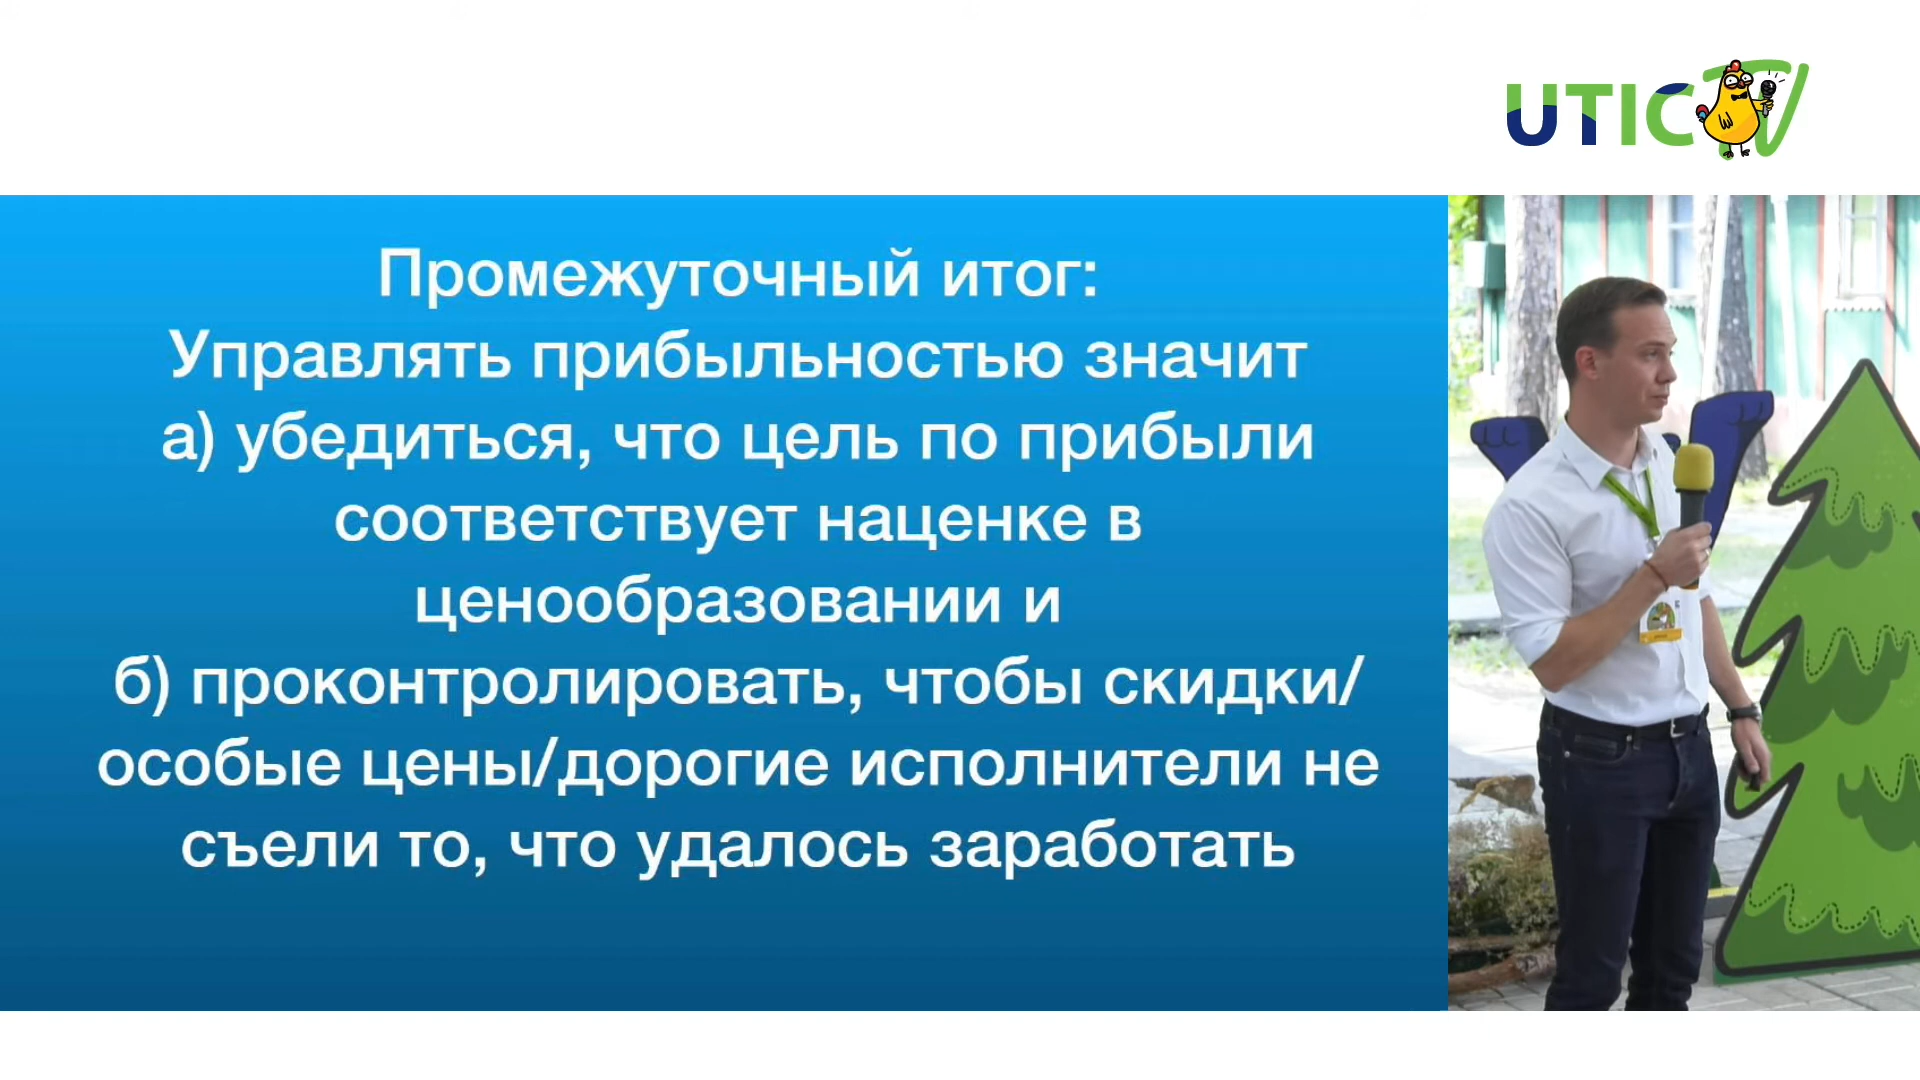 UTIC TV
Промежуточный итог:
Управлять прибыльностью значит
а) убедиться, что цель по прибыли
соответствует наценке в
ценообразовании и
б) проконтролировать, чтобы скидки/
особые цены/дорогие исполнители не
съели то, что удалось заработать